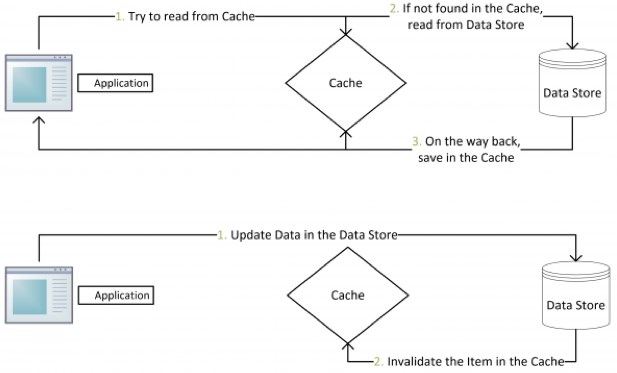 1. Try to read from Cache
2. If not found in the Cache,
read from Data Store
Application
Cache
Data Store
3. On the way back,
save in the Cache
1. Update Data in the Data Store
Application
Cache
Data Store
2. Invalidate the Item in the Cache